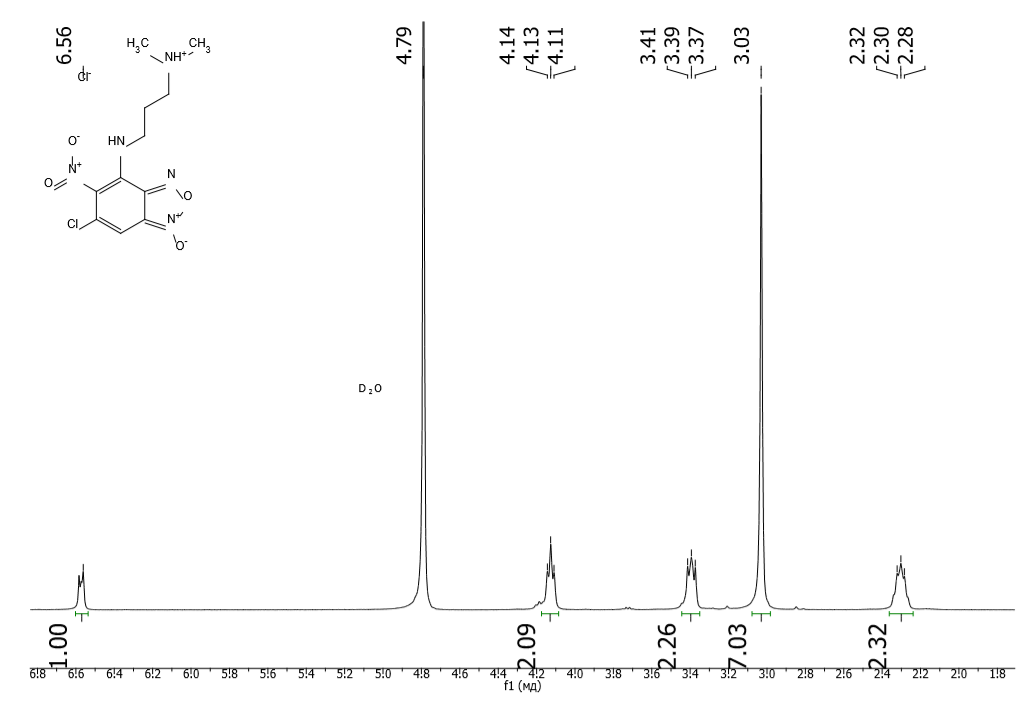 6.56
4.79
4.14
4.13
4.11
3.41
3.39
3.37
3.03
2.32
2.30
2.28
H3C
CH3
NH+
Cl-
HN
O-
N+
O
N
O
N+
O-
Cl
D2O
1.00
2.09
2.26
7.03
2.32
6.8 6.6 6.4 6.2 6.0 5.8 5.6 5.4 5.2 5.0 4.8 4.6 4.4 4.2 4.0 3.8 3.6 3.4 3.2 3.0 2.8 2.6 2.4 2.2 2.0 1.8
f1 (мд)